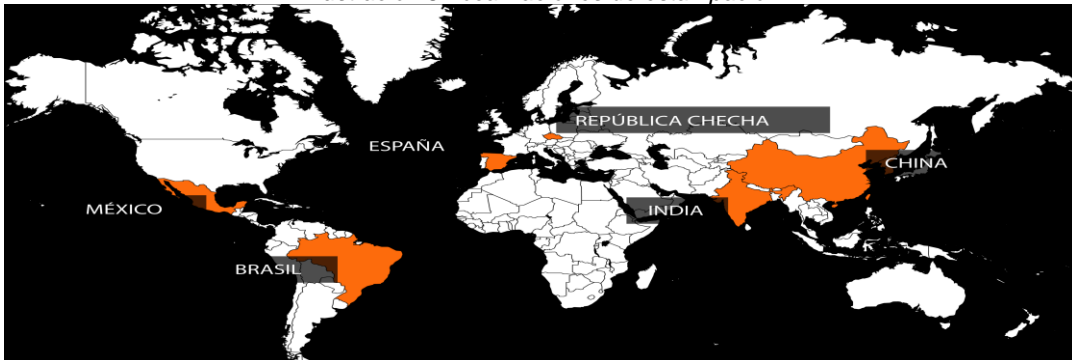 REPÚBLICA CHECHA
ESPAÑA
CHINA
MÉXICO
INDIA
BRASIL